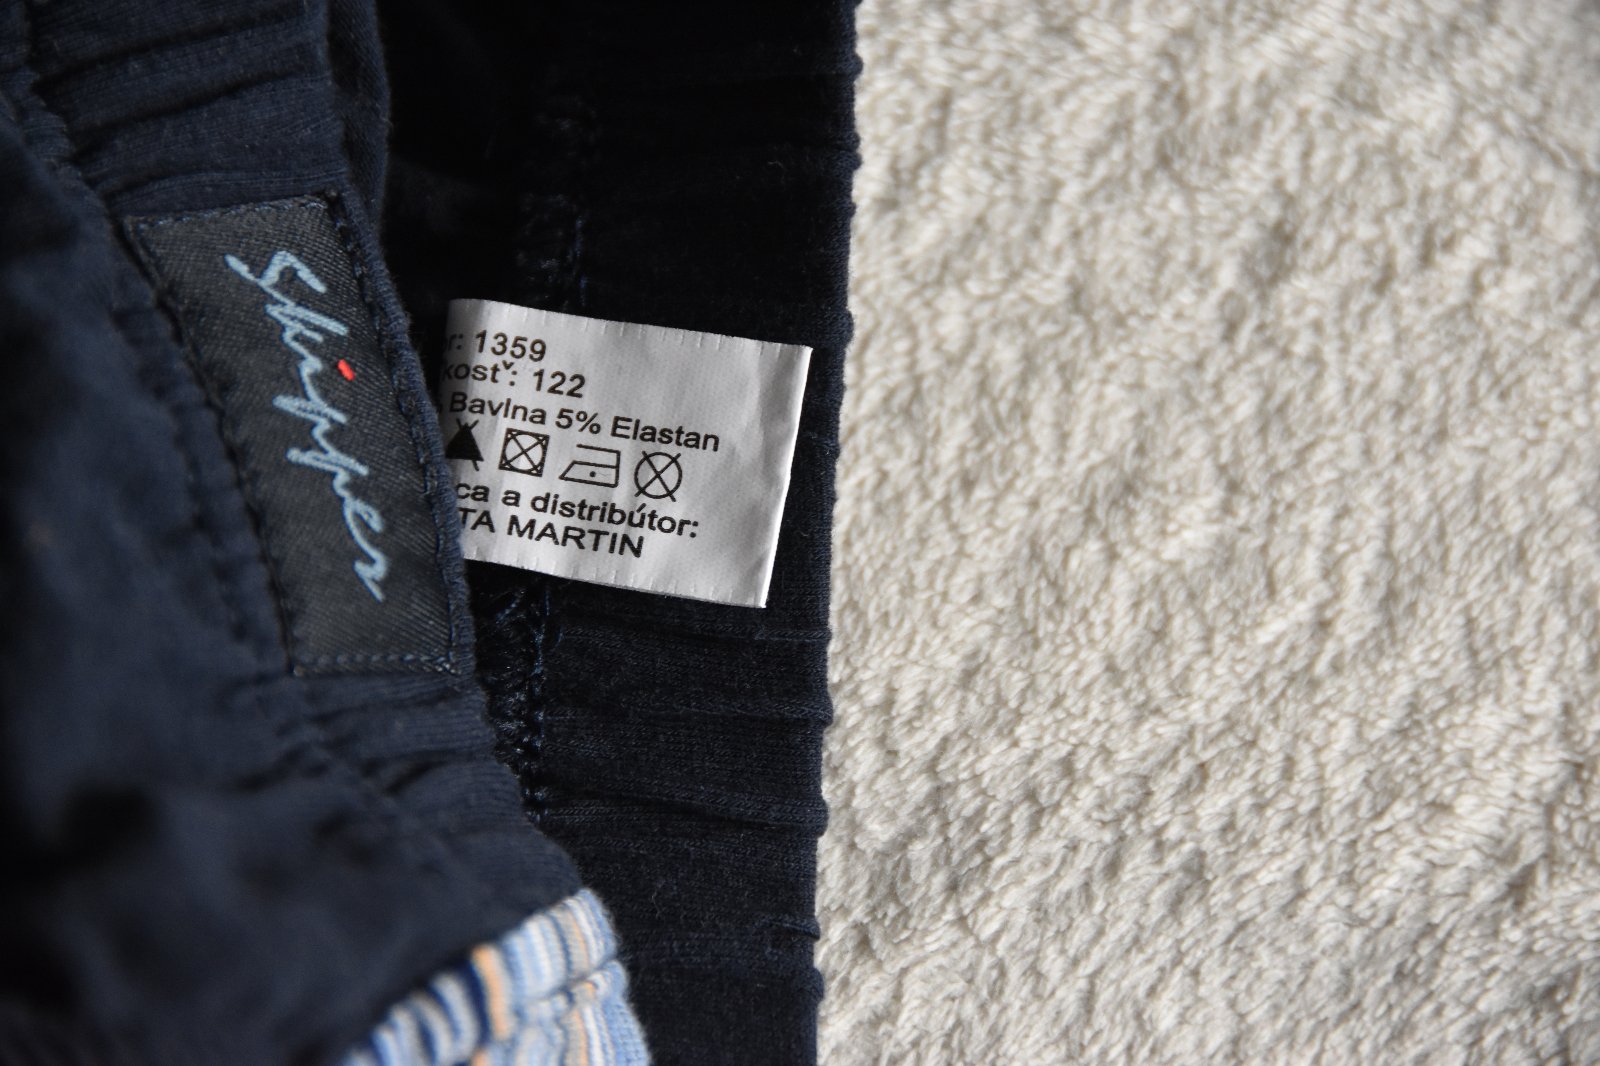 Skipper
r: 1359
kosť: 122
% Bavlna 5% Elastan
ca a distribútor:
TA MARTIN